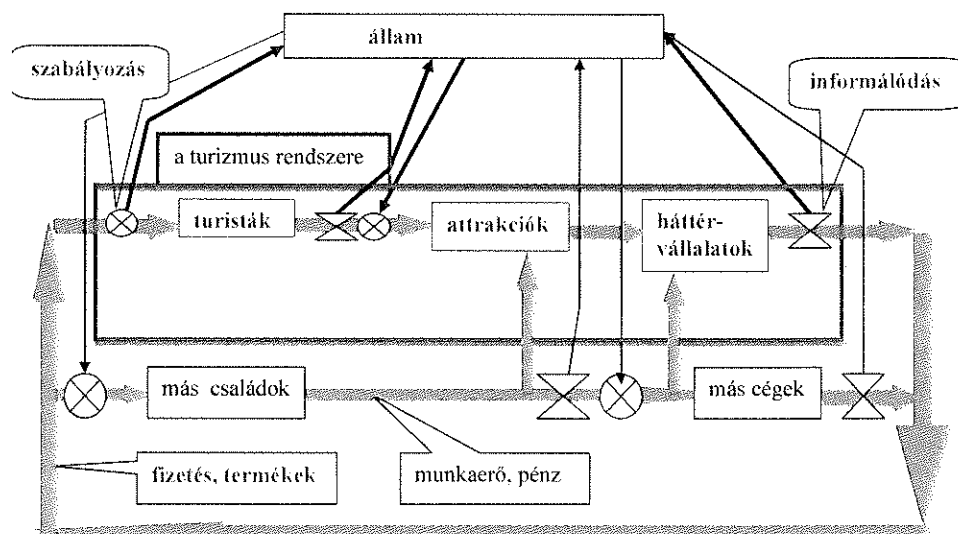 állam
szabályozás
informálódás
a turizmus rendszere
turisták
attrakciók
háttér-
vállalatok
más családok
más cégek
fizetés, termékek
munkaerő, pénz